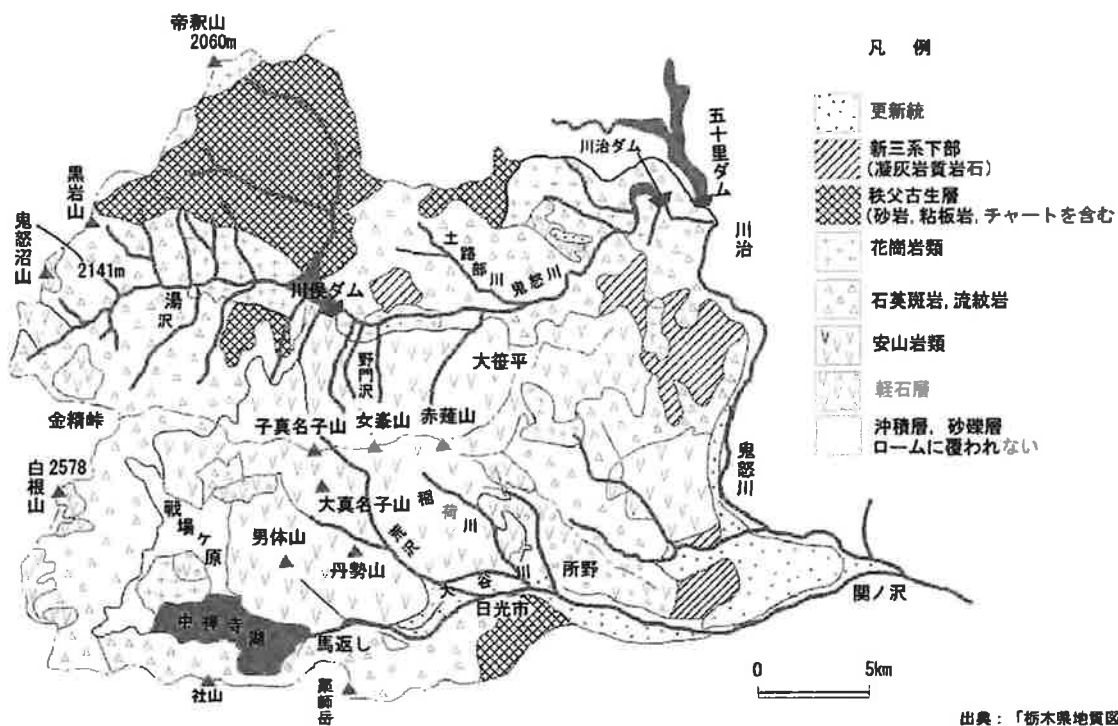 帝釈山
2060m
黒岩山
鬼怒沼山
2141m
湯沢
川俣ダム
土路部川
鬼怒川
川治ダム
五十里ダム
川治
野門沢
大笹平
金精峠
子真名子山
女峯山
赤薙山
白根山
2578
戦場ヶ原
大真名子山
稲荷川
男体山
丹勢山
荒沢
大谷川
所野
鬼怒川
日光市
関ノ沢
中禅寺湖
馬返し
社山
薬師岳
凡 例
更新統
新三系下部
(凝灰岩質岩石)
秩父古生層
(砂岩,粘板岩,チャートを含む
花崗岩類
石英斑岩,流紋岩
安山岩類
軽石層
沖積層, 砂礫層
ロームに覆われない
0 5km
出典:「栃木県地質図